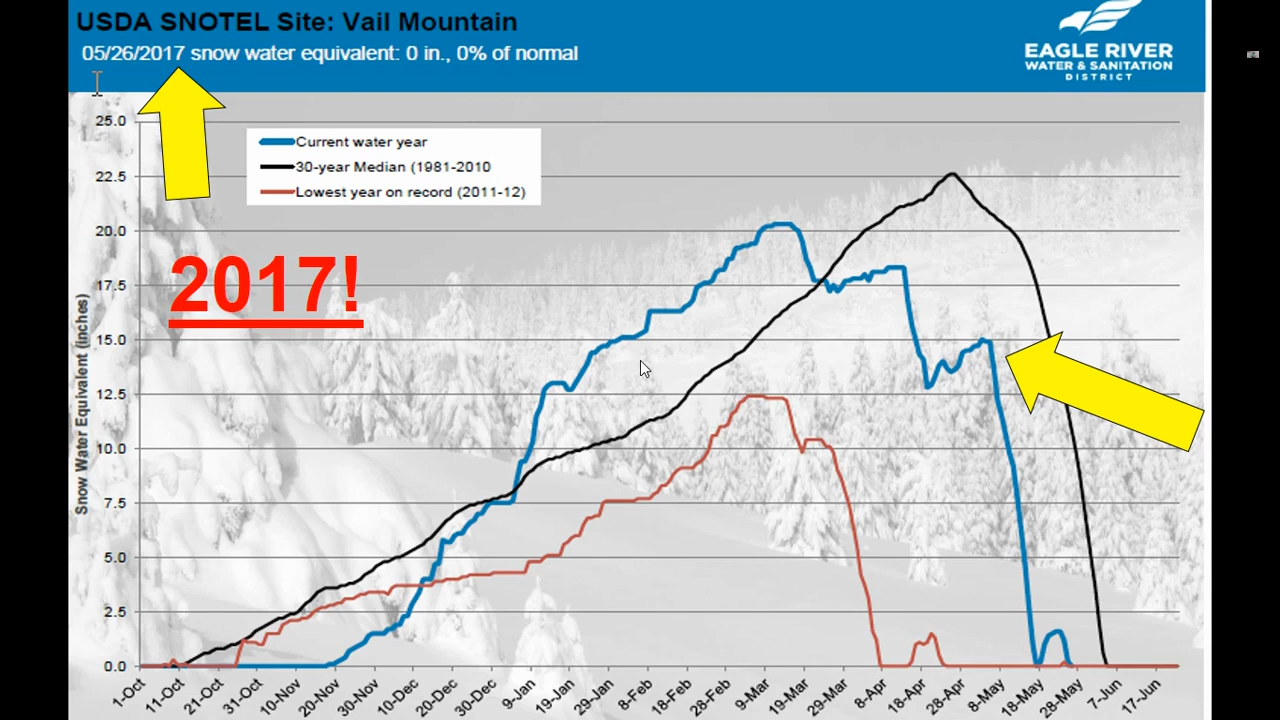 USDA SNOTEL Site: Vail Mountain
05/26/2017 snow water equivalent: 0 in., 0% of normal
EAGLE RIVER
WATER & SANITATION
DISTRICT
Current water year
30-year Median (1981-2010
Lowest year on record (2011-12)
2017!
Snow Water Equivalent (inches)
25.0
22.5
20.0
17.5
15.0
12.5
10.0
7.5
5.0
2.5
0.0
1-Oct
11-Oct
21-Oct
31-Oct
10-Nov
20-Nov
30-Nov
10-Dec
20-Dec
30-Dec
9-Jan
19-Jan
29-Jan
8-Feb
18-Feb
28-Feb
9-Mar
19-Mar
29-Mar
8-Apr
18-Apr
28-Apr
8-May
18-May
28-May
7-Jun
17-Jun